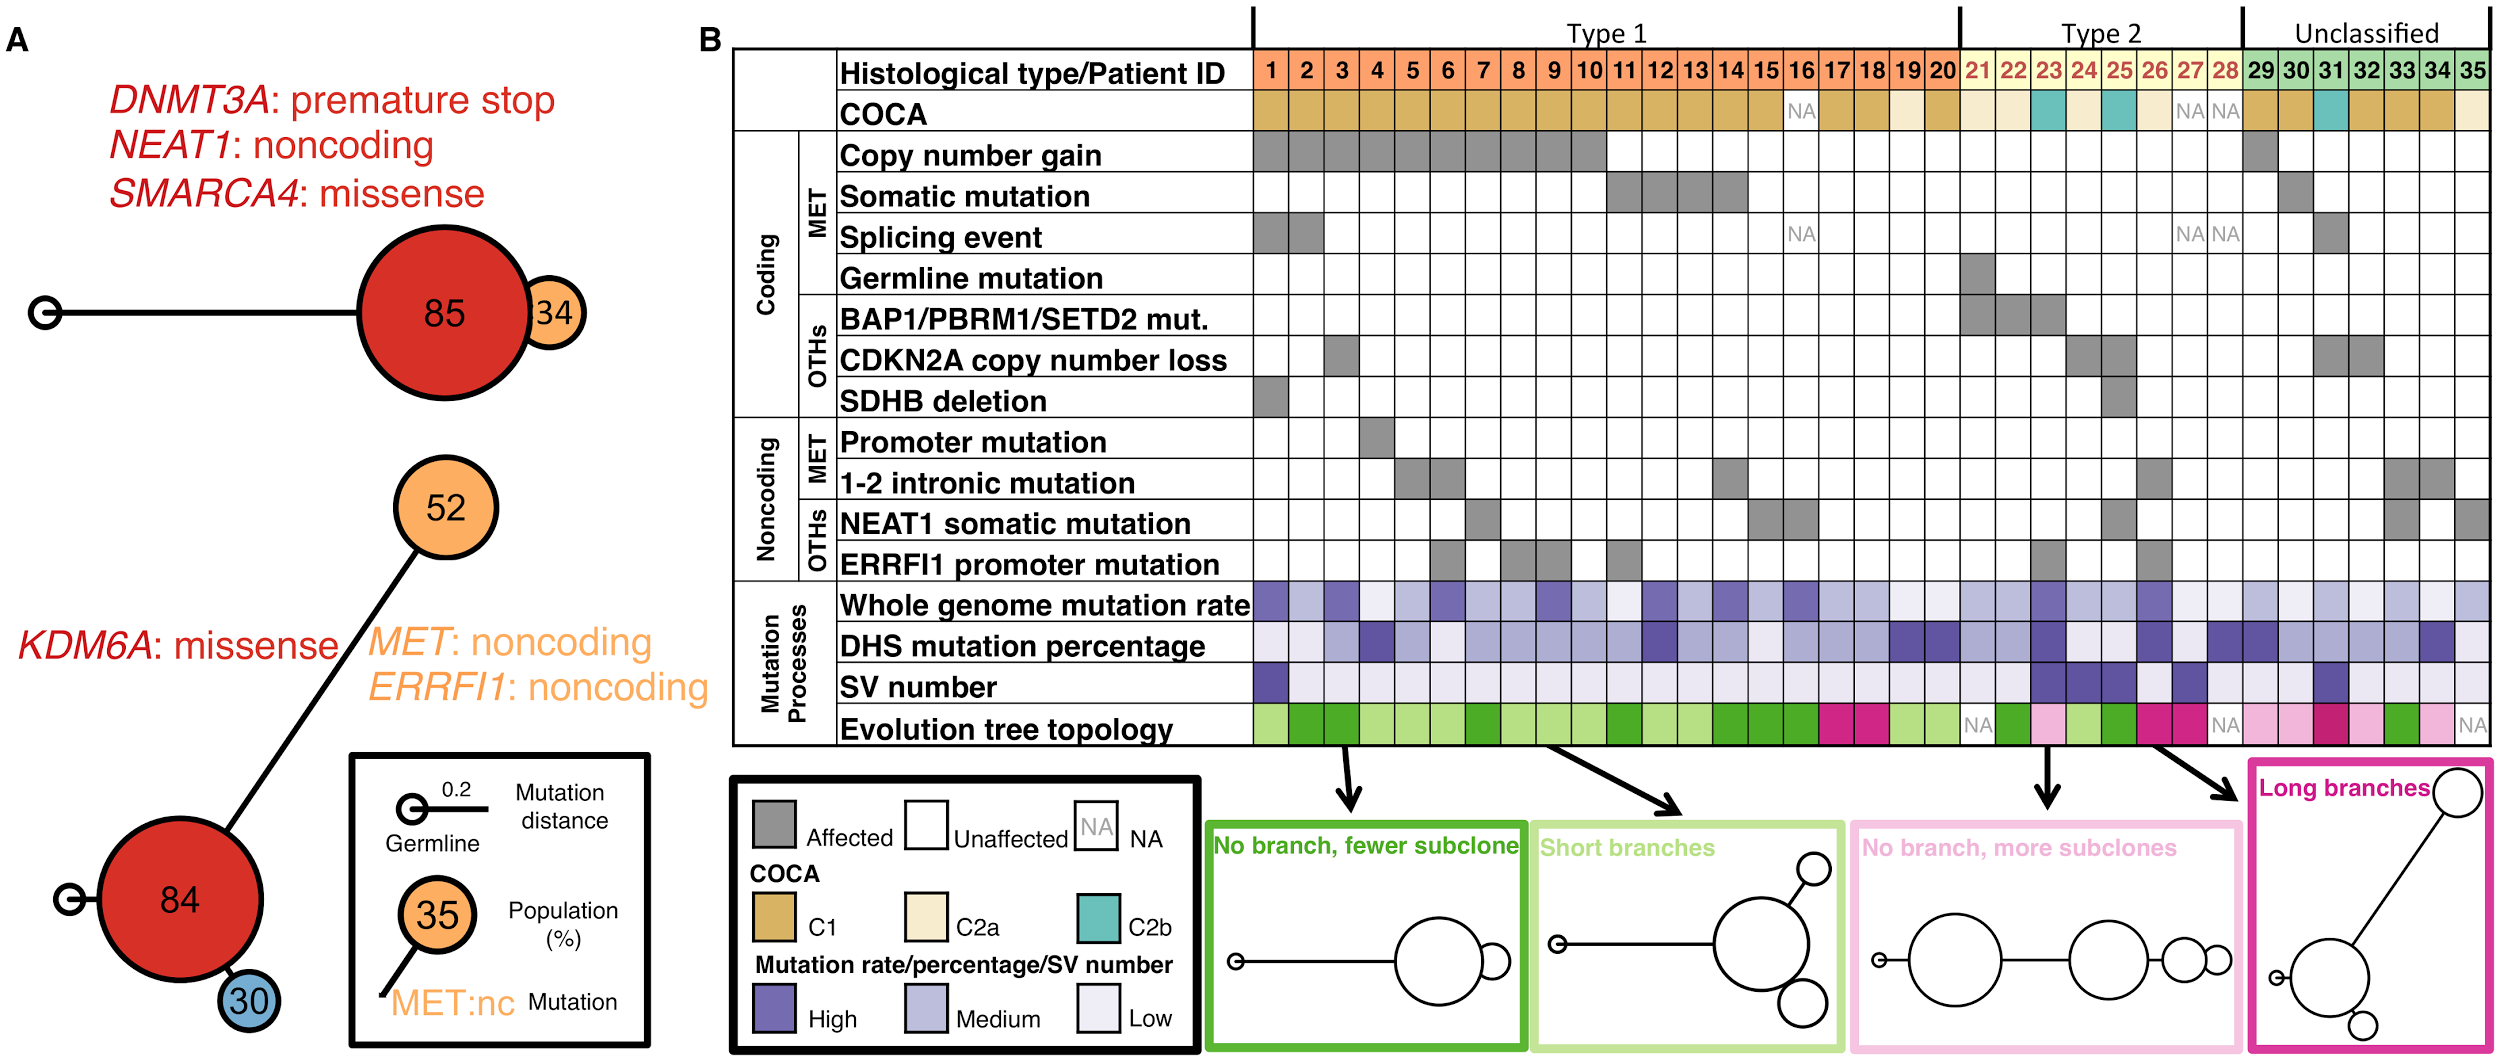 A
DNMT3A: premature stop
NEAT1: noncoding
SMARCA4: missense
85
34
52
KDM6A: missense
MET: noncoding
ERRFI1: noncoding
84
30
0.2
Mutation
distance
Germline
35
Population
(%)
MET:nc
Mutation
B
Type 1
Type 2
Unclassified
Histological type/Patient ID
1 2 3 4 5 6 7 8 9 10 11 12 13 14 15 16 17 18 19 20 21 22 23 24 25 26 27 28 29 30 31 32 33 34 35
COCA
NA NA NA
Coding
MET
Copy number gain
Somatic mutation
Splicing event
NA NA NA
Germline mutation
OTHs
BAP1/PBRM1/SETD2 mut.
CDKN2A copy number loss
SDHB deletion
Noncoding
MET
Promoter mutation
1-2 intronic mutation
OTHs
NEAT1 somatic mutation
ERRFI1 promoter mutation
Mutation
Processes
Whole genome mutation rate
DHS mutation percentage
SV number
Evolution tree topology
NA NA NA
Affected
Unaffected
NA
NA
COCA
C1
C2a
C2b
Mutation rate/percentage/SV number
High
Medium
Low
No branch, fewer subclone
Short branches
No branch, more subclones
Long branches